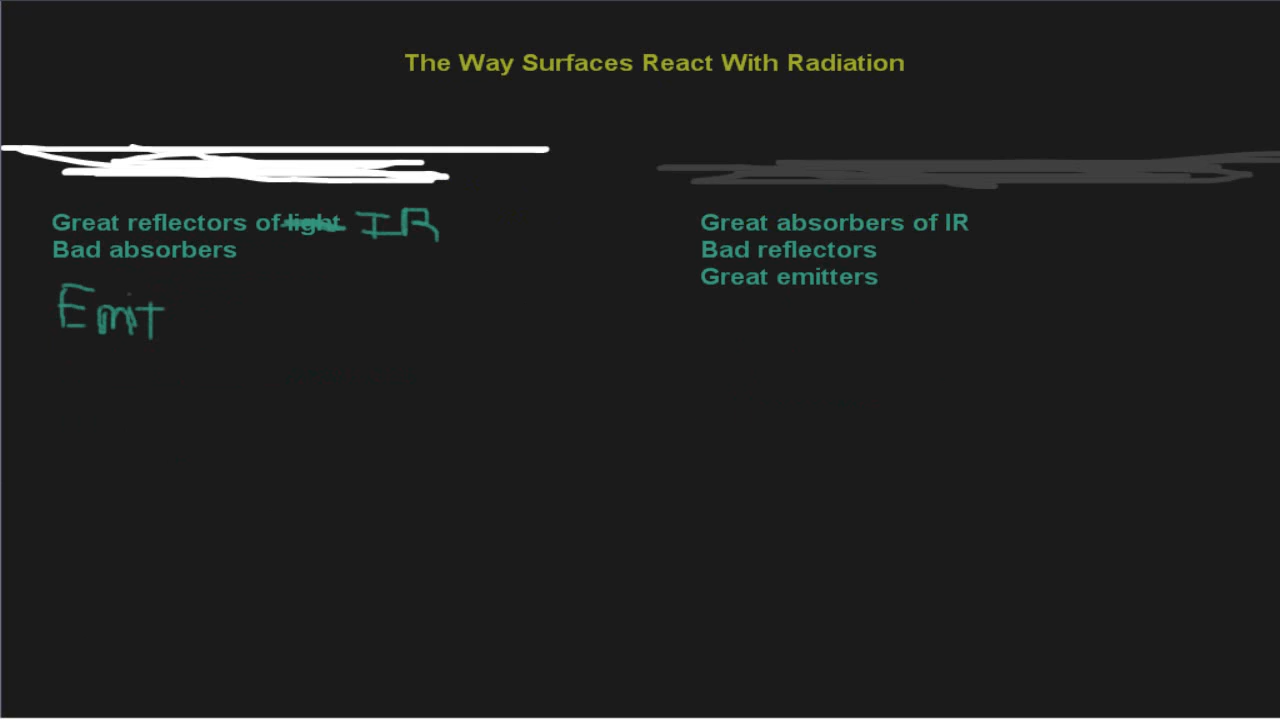 The Way Surfaces React With Radiation
Great reflectors of light IR
Bad absorbers
Emit
Great absorbers of IR
Bad reflectors
Great emitters